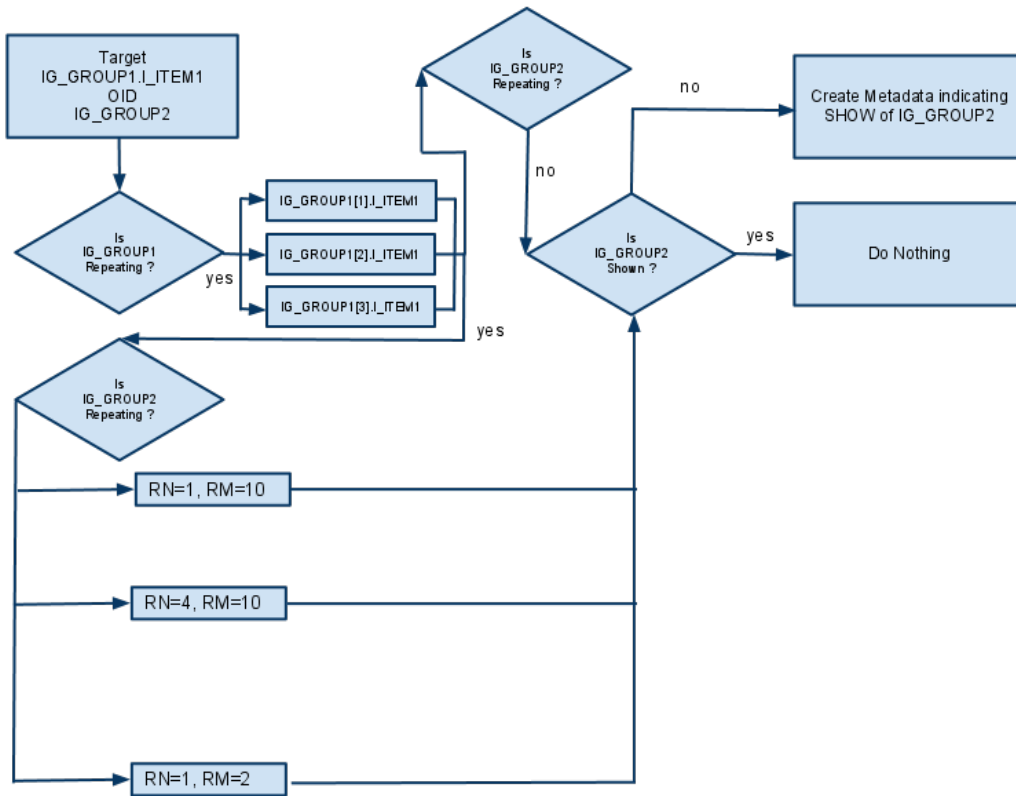 Target
IG_GROUP1.I_ITEM1
OID
IG_GROUP2
Is
IG_GROUP1
Repeating ?
yes
IG_GROUP1[1].I_ITEM1
IG_GROUP1[2].I_ITEM1
IG_GROUP1[3].I_ITEM1
Is
IG_GROUP2
Repeating ?
no
Is
IG_GROUP2
Shown ?
no
Create Metadata indicating
SHOW of IG_GROUP2
yes
Do Nothing
yes
Is
IG_GROUP2
Repeating ?
RN=1, RM=10
RN=4, RM=10
RN=1, RM=2